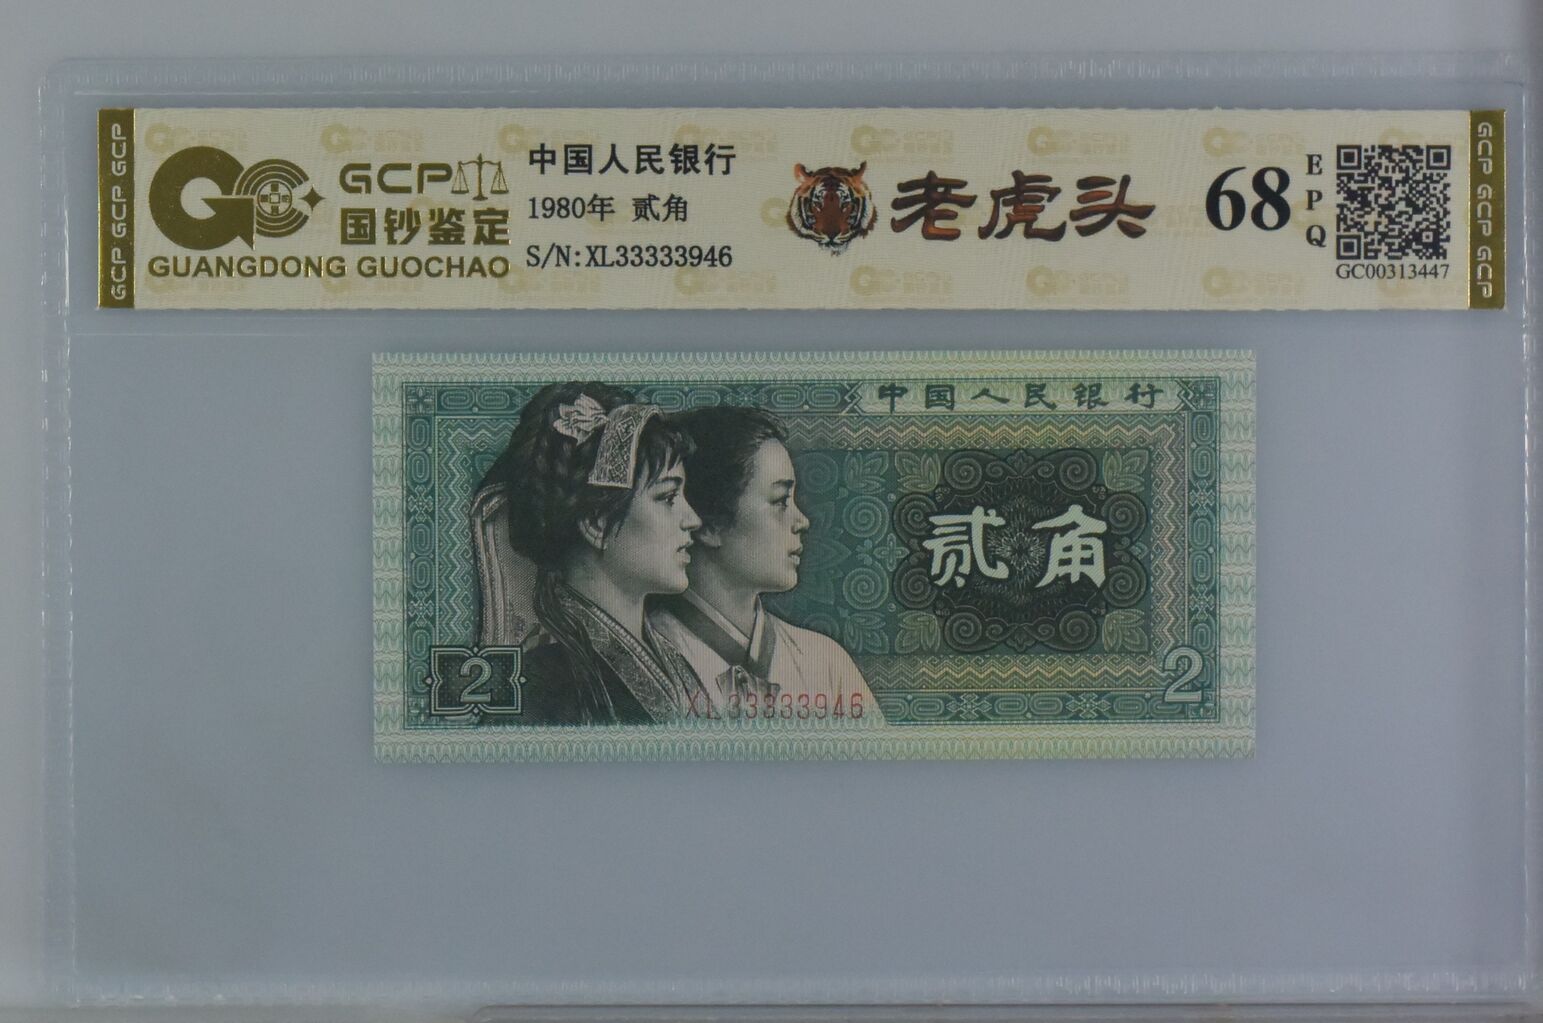 GCP GCP GCP
GCP
国钞鉴定
GUANGDONG GUOCHAO
中国人民银行
1980年 贰角
S/N:XL33333946
老虎头
68
EPQ
GC00313447
GCP GCP GCP
中国人民银行
贰角
2
2
XL33333946